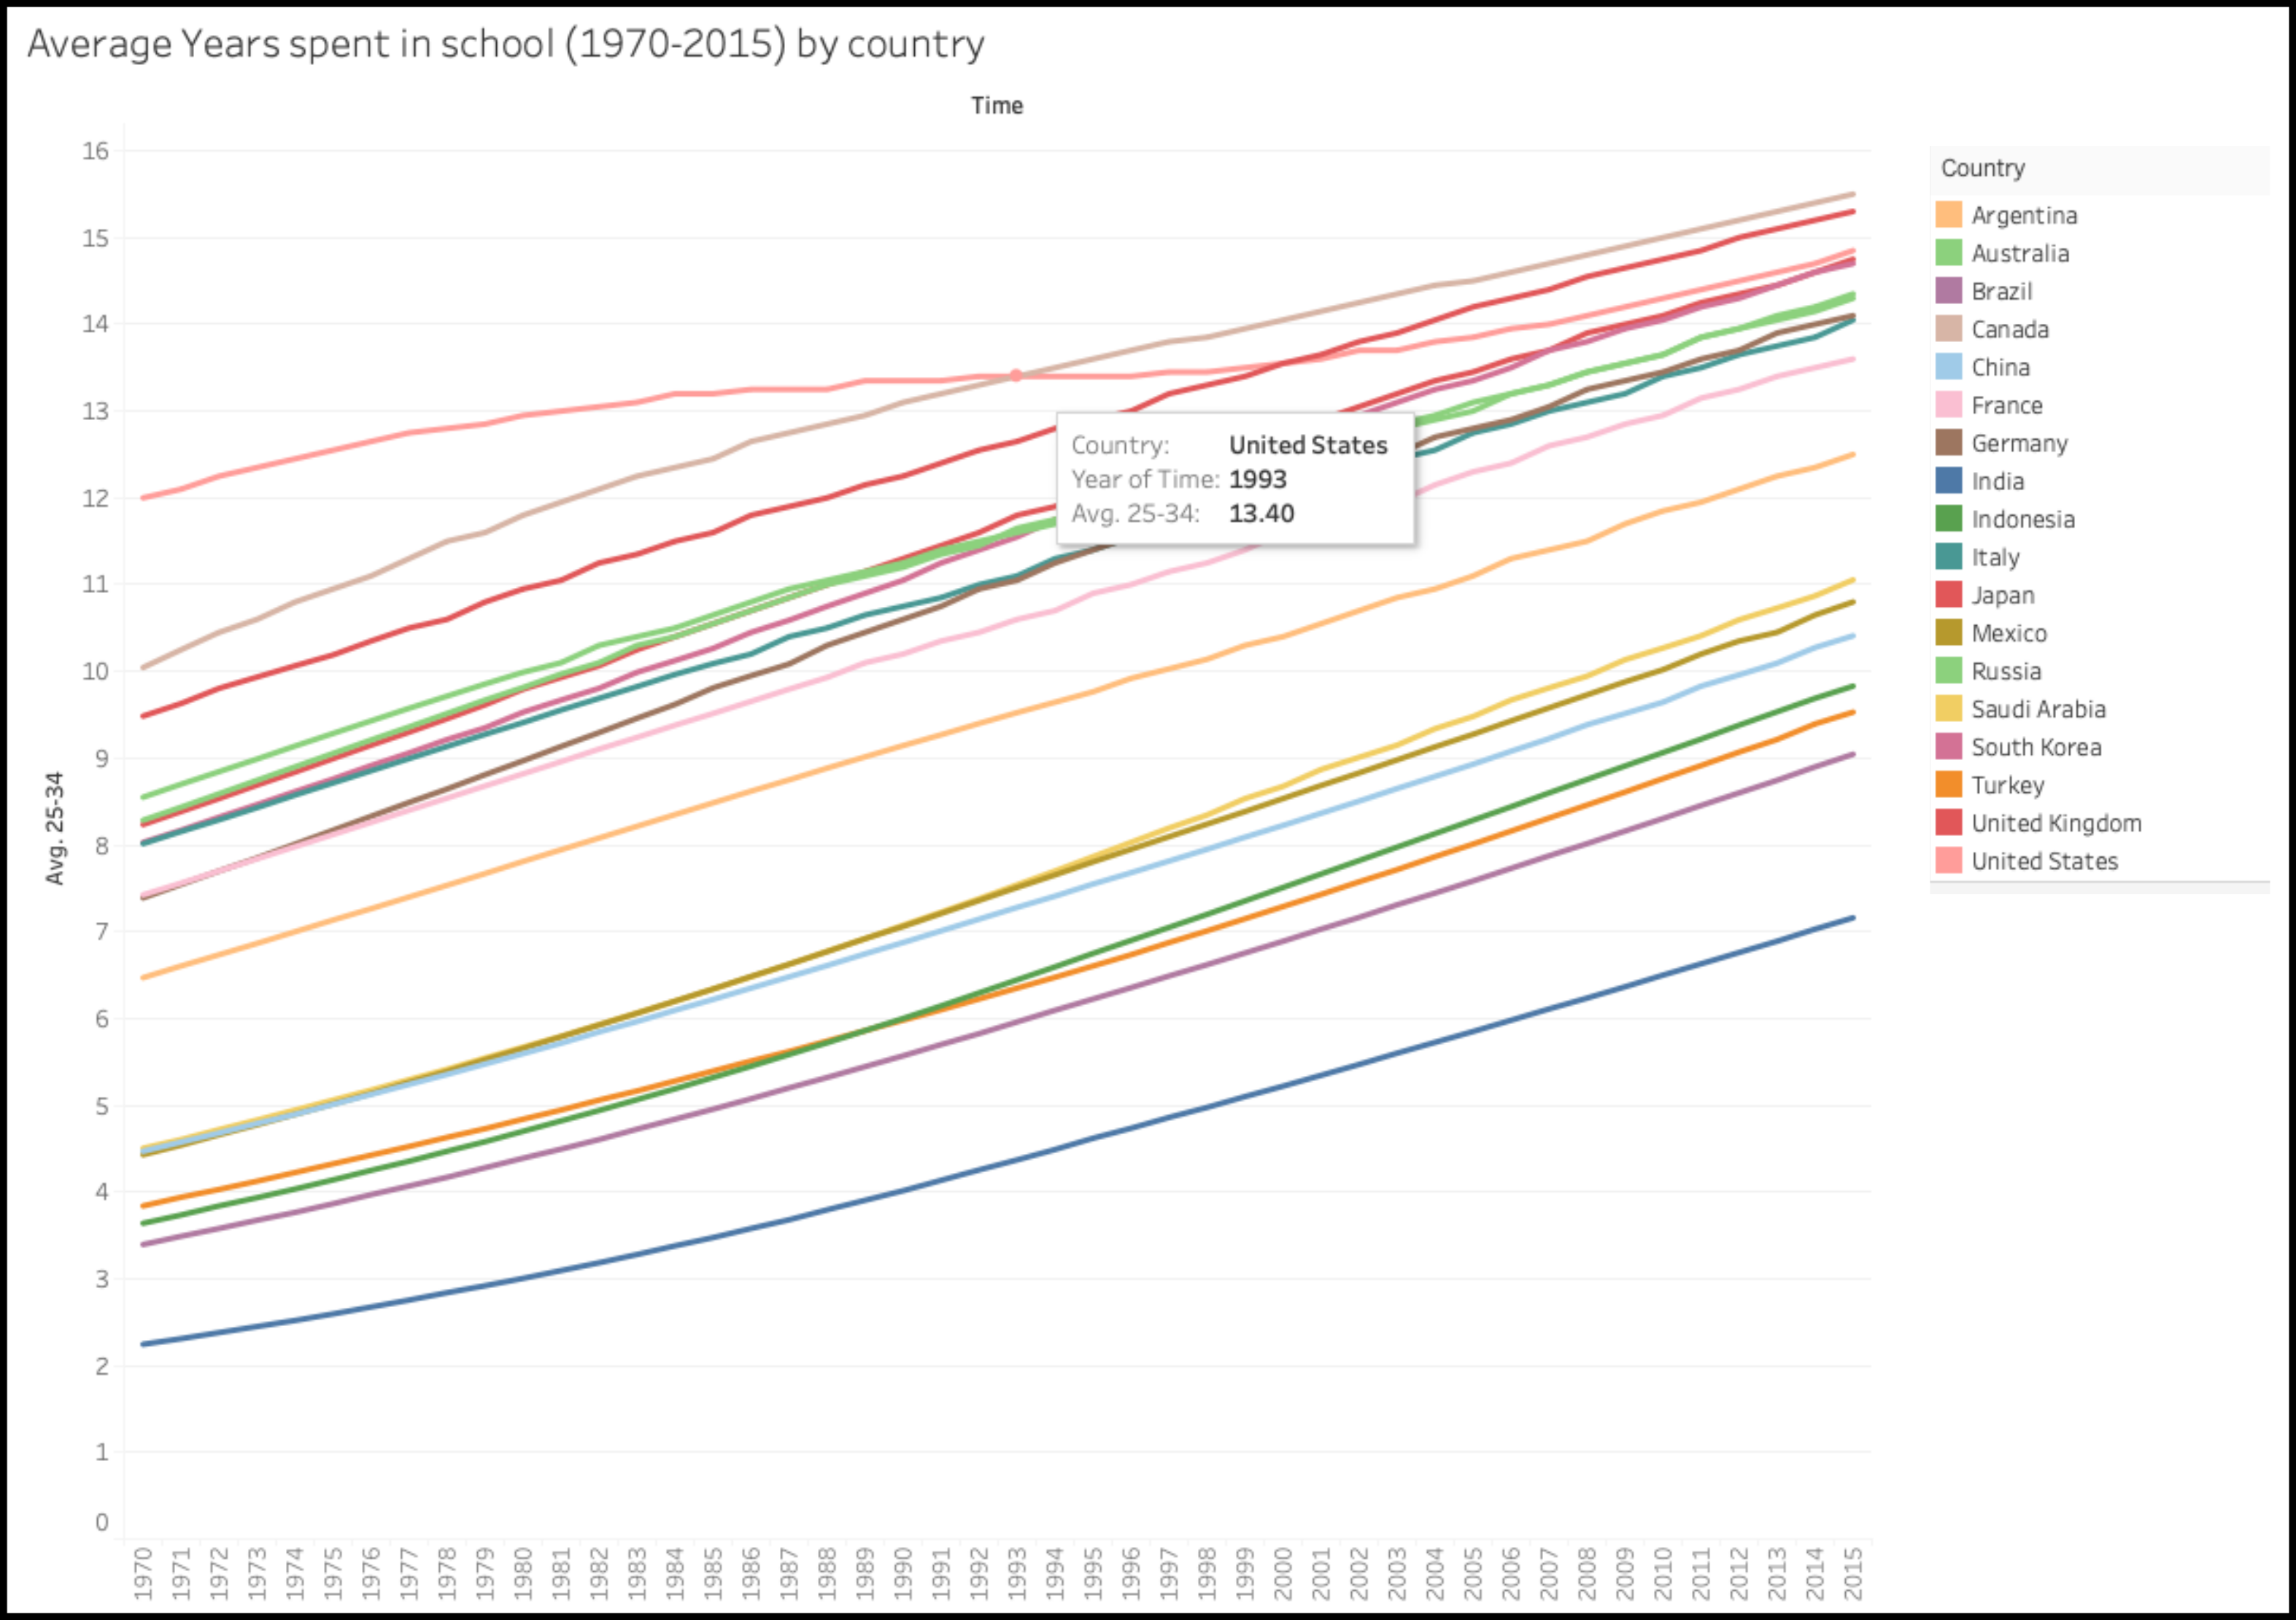 Average Years spent in school (1970-2015) by country
Time
16
15
14
13
12
11
10
9
8
7
6
5
4
3
2
1
0
Avg. 25-34
Country: United States
Year of Time: 1993
Avg. 25-34: 13.40
1970 1971 1972 1973 1974 1975 1976 1977 1978 1979 1980 1981 1982 1983 1984 1985 1986 1987 1988 1989 1990 1991 1992 1993 1994 1995 1996 1997 1998 1999 2000 2001 2002 2003 2004 2005 2006 2007 2008 2009 2010 2011 2012 2013 2014 2015
Country
Argentina
Australia
Brazil
Canada
China
France
Germany
India
Indonesia
Italy
Japan
Mexico
Russia
Saudi Arabia
South Korea
Turkey
United Kingdom
United States